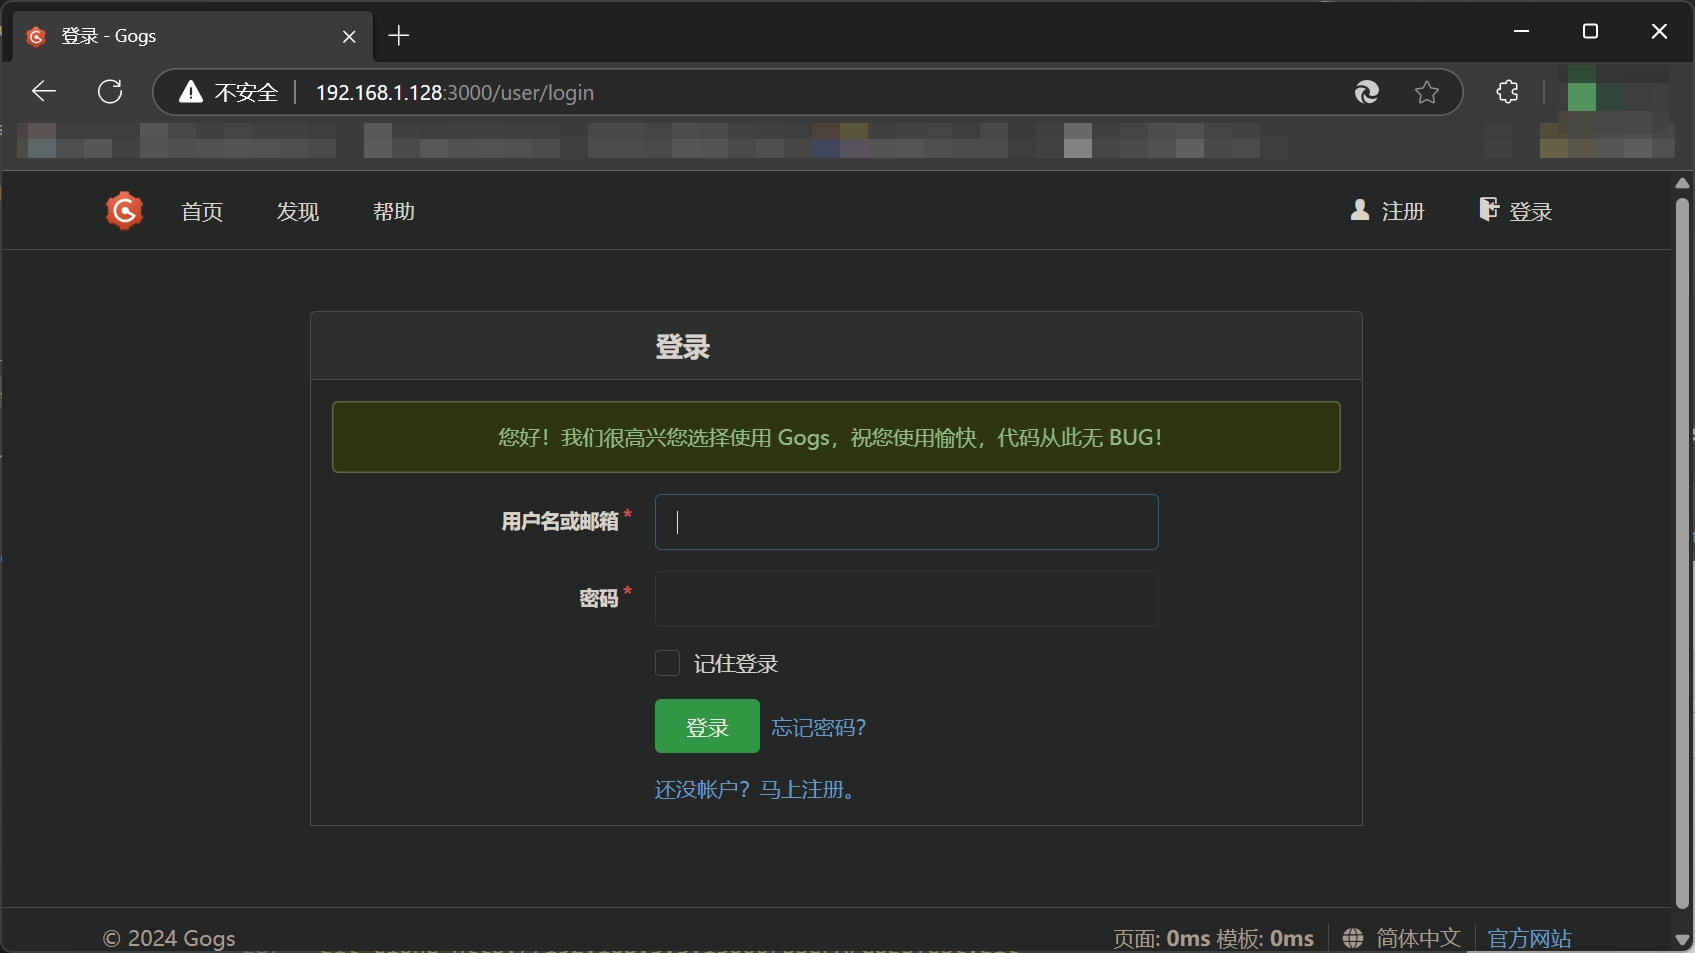 登录 - Gogs
不安全 192.168.1.128:3000/user/login
首页 发现 帮助 注册 登录
登录
您好！我们很高兴您选择使用 Gogs，祝您使用愉快，代码从此无 BUG！
用户名或邮箱 *
密码 *
记住登录
登录 忘记密码？
还没帐户？马上注册。
© 2024 Gogs 页面: 0ms 模板: 0ms 简体中文 官方网站